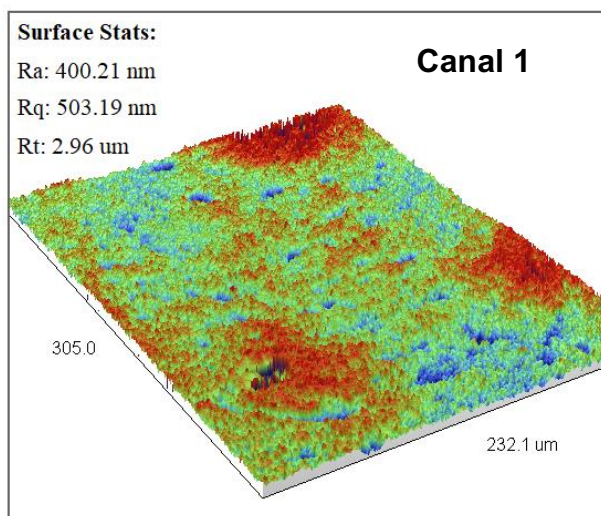 Surface Stats:
Ra: 400.21 nm
Rq: 503.19 nm
Rt: 2.96 um
Canal 1
305.0
232.1 um